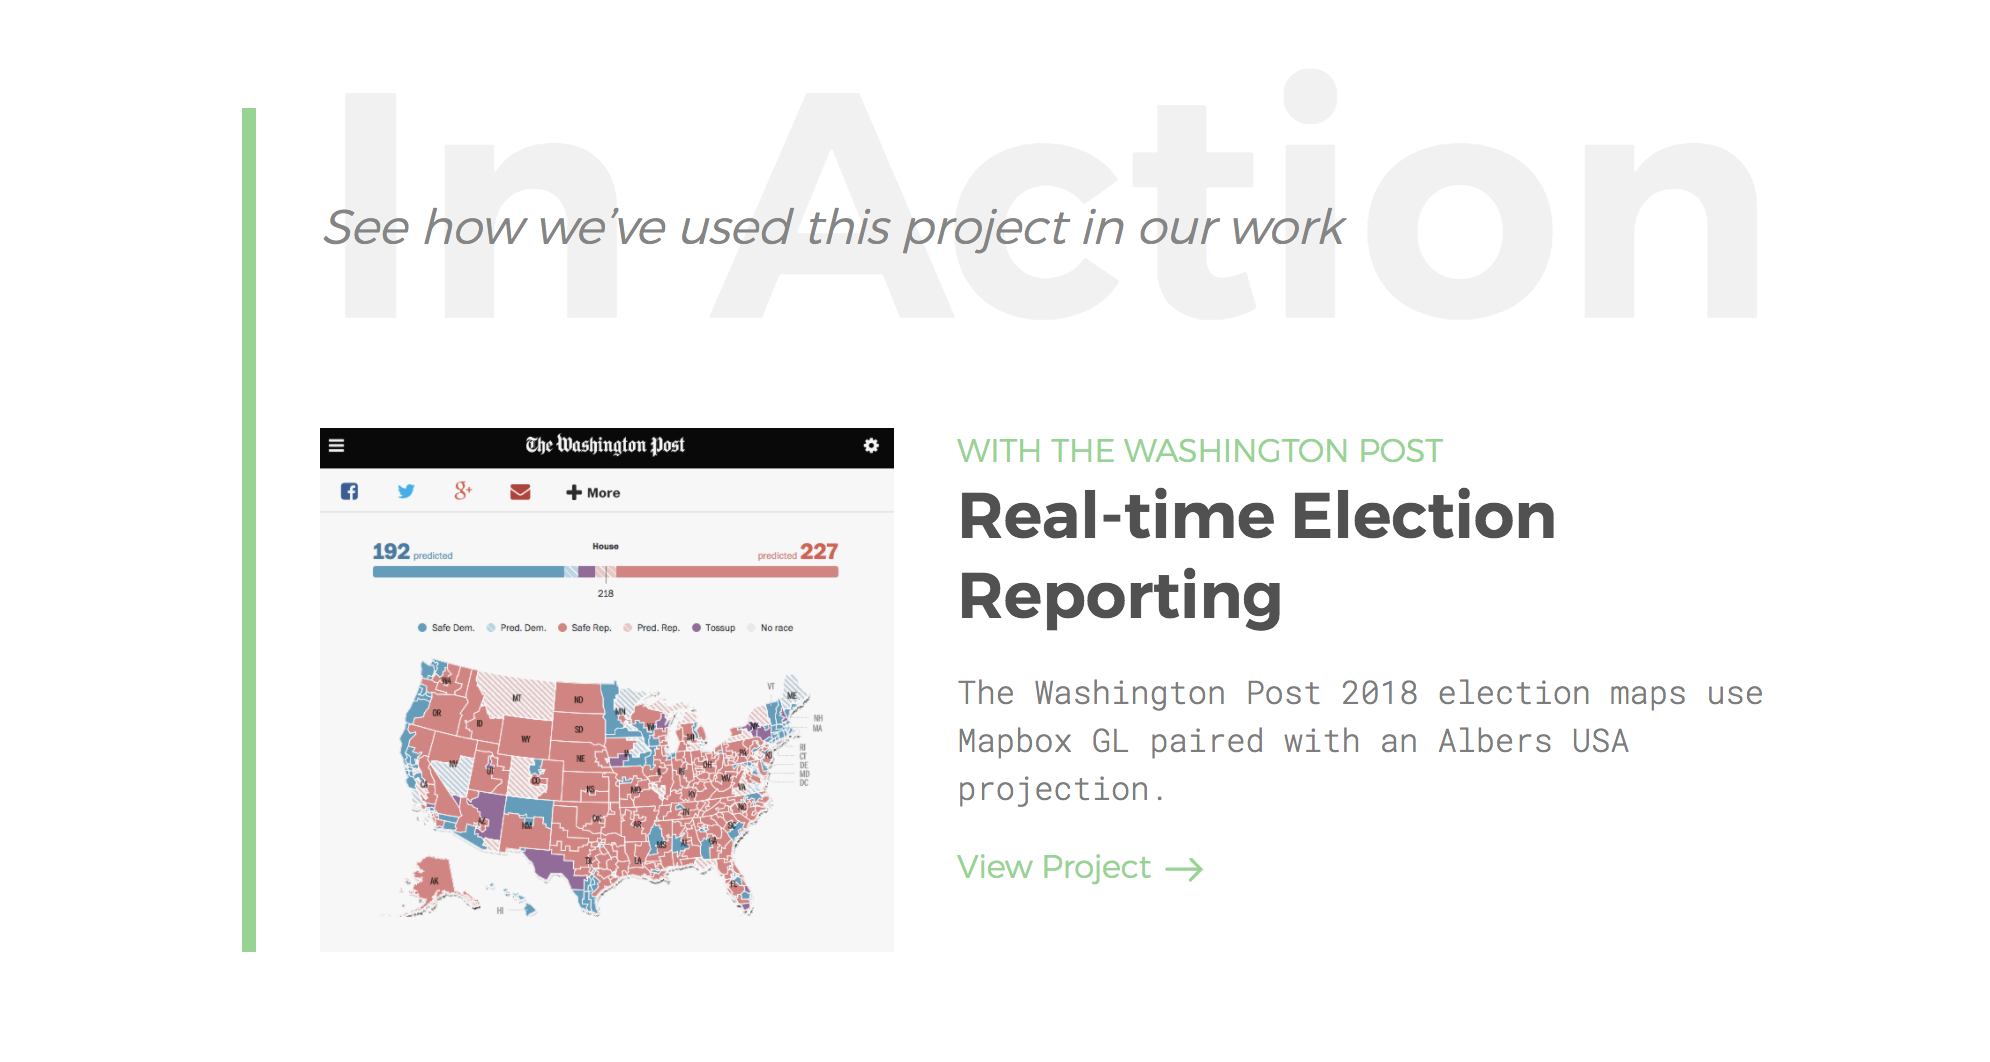 In Action
See how we’ve used this project in our work
The Washington Post
More
192 predicted
House
predicted 227
218
Safe Dem.
Pred. Dem.
Safe Rep.
Pred. Rep.
Tossup
No race
WA
MT
ND
MN
VT
ME
OR
ID
SD
WI
MI
NH
MA
WY
RI
CT
DE
MD
DC
NV
UT
NE
CO
OH
PA
WV
CA
KS
MO
KY
VA
AZ
NM
OK
AR
TN
NC
SC
TX
LA
MS
AL
GA
AK
HI
FL
WITH THE WASHINGTON POST
Real-time Election
Reporting
The Washington Post 2018 election maps use
Mapbox GL paired with an Albers USA
projection.
View Project